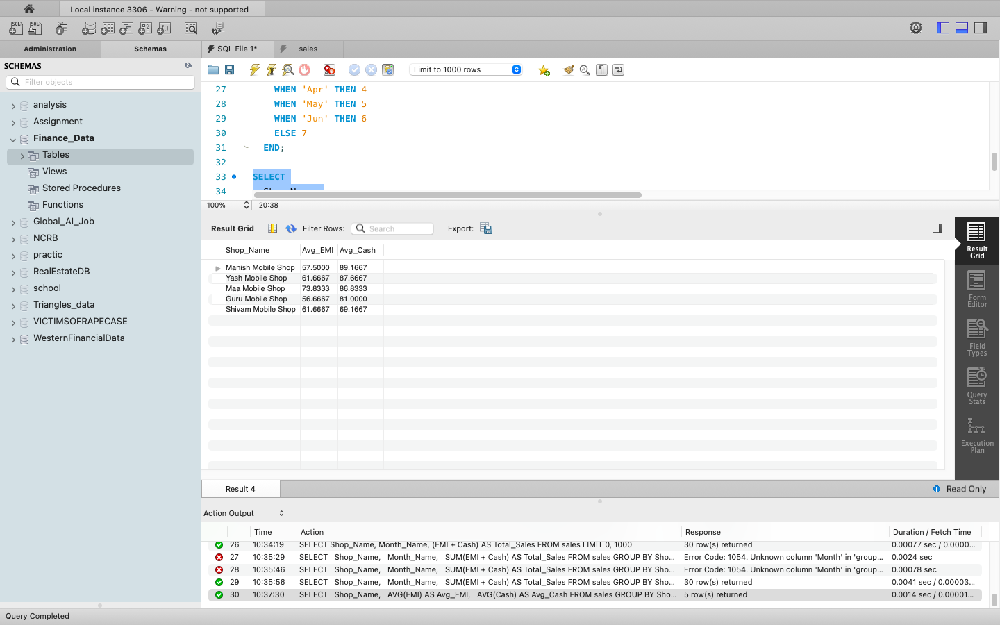 Local instance 3306 - Warning - not supported
Administration
Schemas
SQL File 1*
sales
SCHEMAS
Filter objects
analysis
Assignment
Finance_Data
Tables
Views
Stored Procedures
Functions
Global_AI_Job
NCRB
practic
RealEstateDB
school
Triangles_data
VICTIMSOFRAPECASE
WesternFinancialData
Limit to 1000 rows
27 WHEN 'Apr' THEN 4
28 WHEN 'May' THEN 5
29 WHEN 'Jun' THEN 6
30 ELSE 7
31 END;
32
33 SELECT
34
100% 20:38
Result Grid Filter Rows: Search Export:
Shop_Name Avg_EMI Avg_Cash
Manish Mobile Shop 57.5000 89.1667
Yash Mobile Shop 61.6667 87.6667
Maa Mobile Shop 73.8333 86.8333
Guru Mobile Shop 56.6667 81.0000
Shivam Mobile Shop 61.6667 69.1667
Result
Grid
Form
Editor
Field
Types
Query
Stats
Execution
Plan
Result 4
Read Only
Action Output
Time Action Response Duration / Fetch Time
26 10:34:19 SELECT Shop_Name, Month_Name, (EMI + Cash) AS Total_Sales FROM sales LIMIT 0, 1000 30 row(s) returned 0.00077 sec / 0.0000...
27 10:35:29 SELECT Shop_Name, Month_Name, SUM(EMI + Cash) AS Total_Sales FROM sales GROUP BY Sho... Error Code: 1054. Unknown column 'Month' in 'group... 0.0024 sec
28 10:35:46 SELECT Shop_Name, Month_Name, SUM(EMI + Cash) AS Total_Sales FROM sales GROUP BY Sho... Error Code: 1054. Unknown column 'Month' in 'group... 0.00078 sec
29 10:35:56 SELECT Shop_Name, Month_Name, SUM(EMI + Cash) AS Total_Sales FROM sales GROUP BY Sho... 30 row(s) returned 0.0041 sec / 0.00003...
30 10:37:30 SELECT Shop_Name, AVG(EMI) AS Avg_EMI, AVG(Cash) AS Avg_Cash FROM sales GROUP BY Sho... 5 row(s) returned 0.0014 sec / 0.00001...
Query Completed